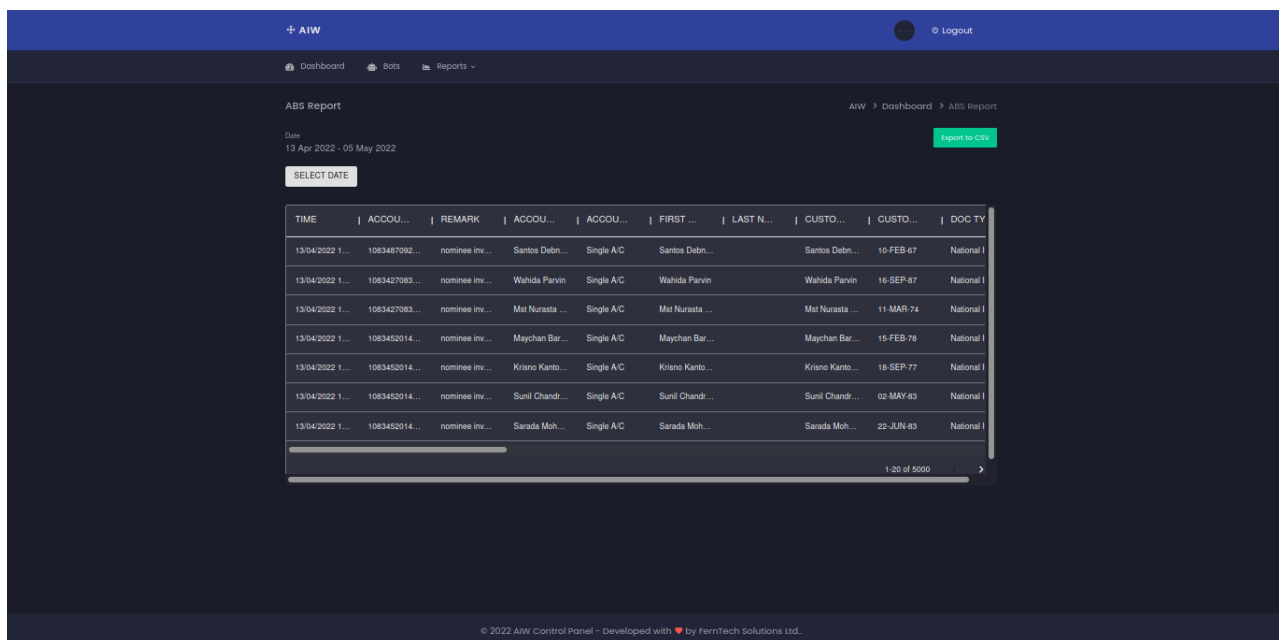 AIW
Logout
Dashboard Bots Reports
ABS Report
AIW > Dashboard > ABS Report
Date
13 Apr 2022 - 05 May 2022
Export to CSV
SELECT DATE
TIME | ACCOU... | REMARK | ACCOU... | ACCOU... | FIRST ... | LAST N... | CUSTO... | CUSTO... | DOC TY
13/04/2022 1... 1083487092... nominee inv... Santos Debn... Single A/C Santos Debn... Santos Debn... 10-FEB-67 National I
13/04/2022 1... 1083427083... nominee inv... Wahida Parvin Single A/C Wahida Parvin Wahida Parvin 16-SEP-87 National I
13/04/2022 1... 1083427083... nominee inv... Mst Nurasta ... Single A/C Mst Nurasta ... Mst Nurasta ... 11-MAR-74 National I
13/04/2022 1... 1083452014... nominee inv... Maychan Bar... Single A/C Maychan Bar... Maychan Bar... 15-FEB-78 National I
13/04/2022 1... 1083452014... nominee inv... Krisno Kanto... Single A/C Krisno Kanto... Krisno Kanto... 18-SEP-77 National I
13/04/2022 1... 1083452014... nominee inv... Sunil Chandr... Single A/C Sunil Chandr... Sunil Chandr... 02-MAY-83 National I
13/04/2022 1... 1083452014... nominee inv... Sarada Moh... Single A/C Sarada Moh... Sarada Moh... 22-JUN-83 National I
1-20 of 5000
© 2022 AIW Control Panel - Developed with ❤ by FernTech Solutions Ltd..